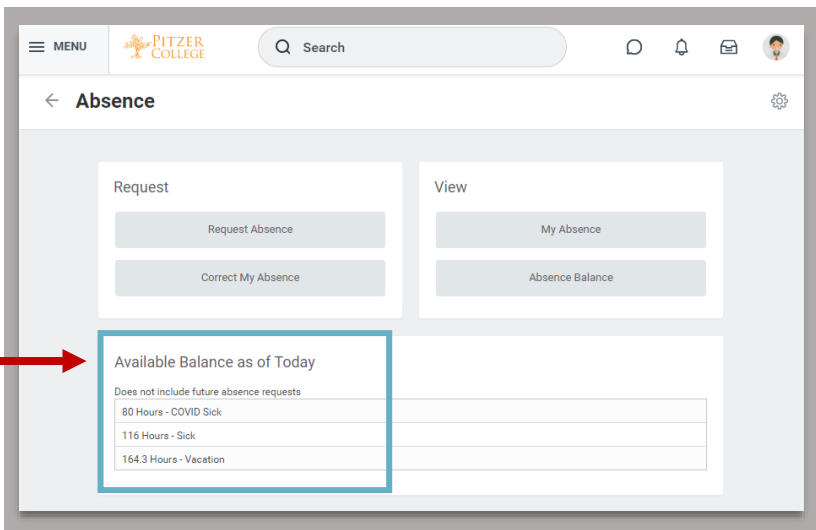 MENU
PITZER
COLLEGE
Search
Absence
Request
Request Absence
Correct My Absence
View
My Absence
Absence Balance
Available Balance as of Today
Does not include future absence requests
80 Hours - COVID Sick
116 Hours - Sick
164.3 Hours - Vacation